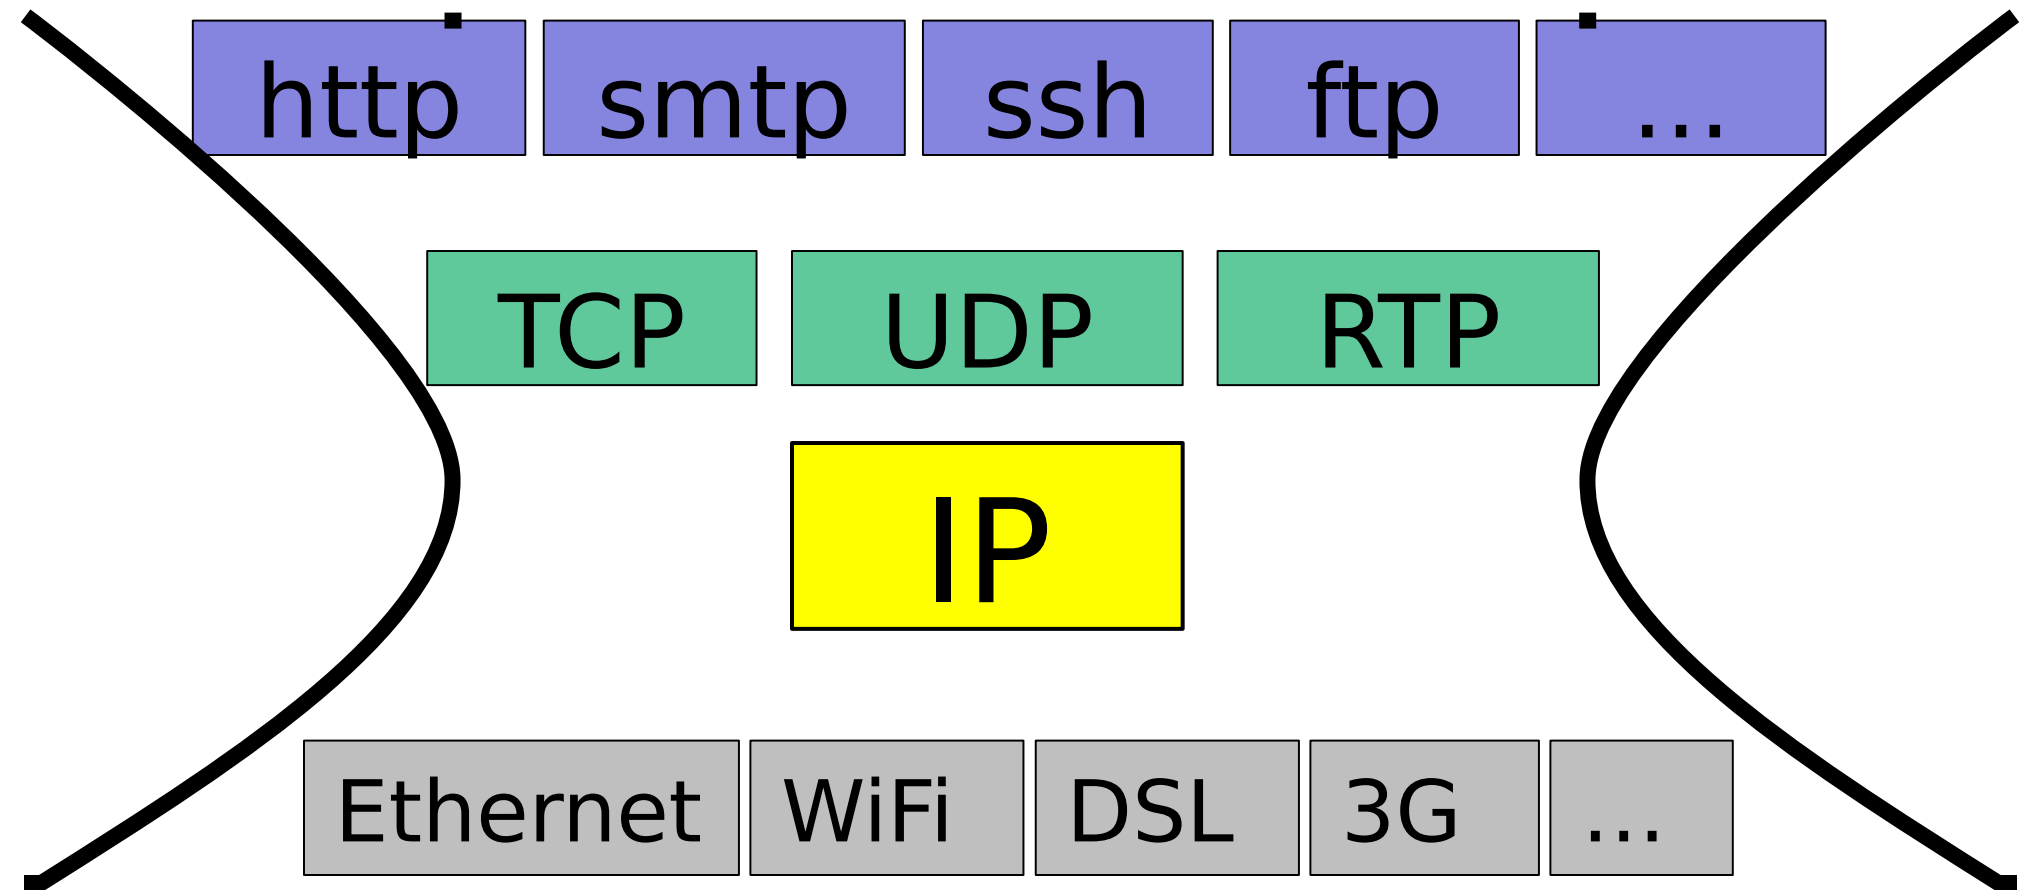 http smtp ssh ftp ...
TCP UDP RTP
IP
Ethernet WiFi DSL 3G ...